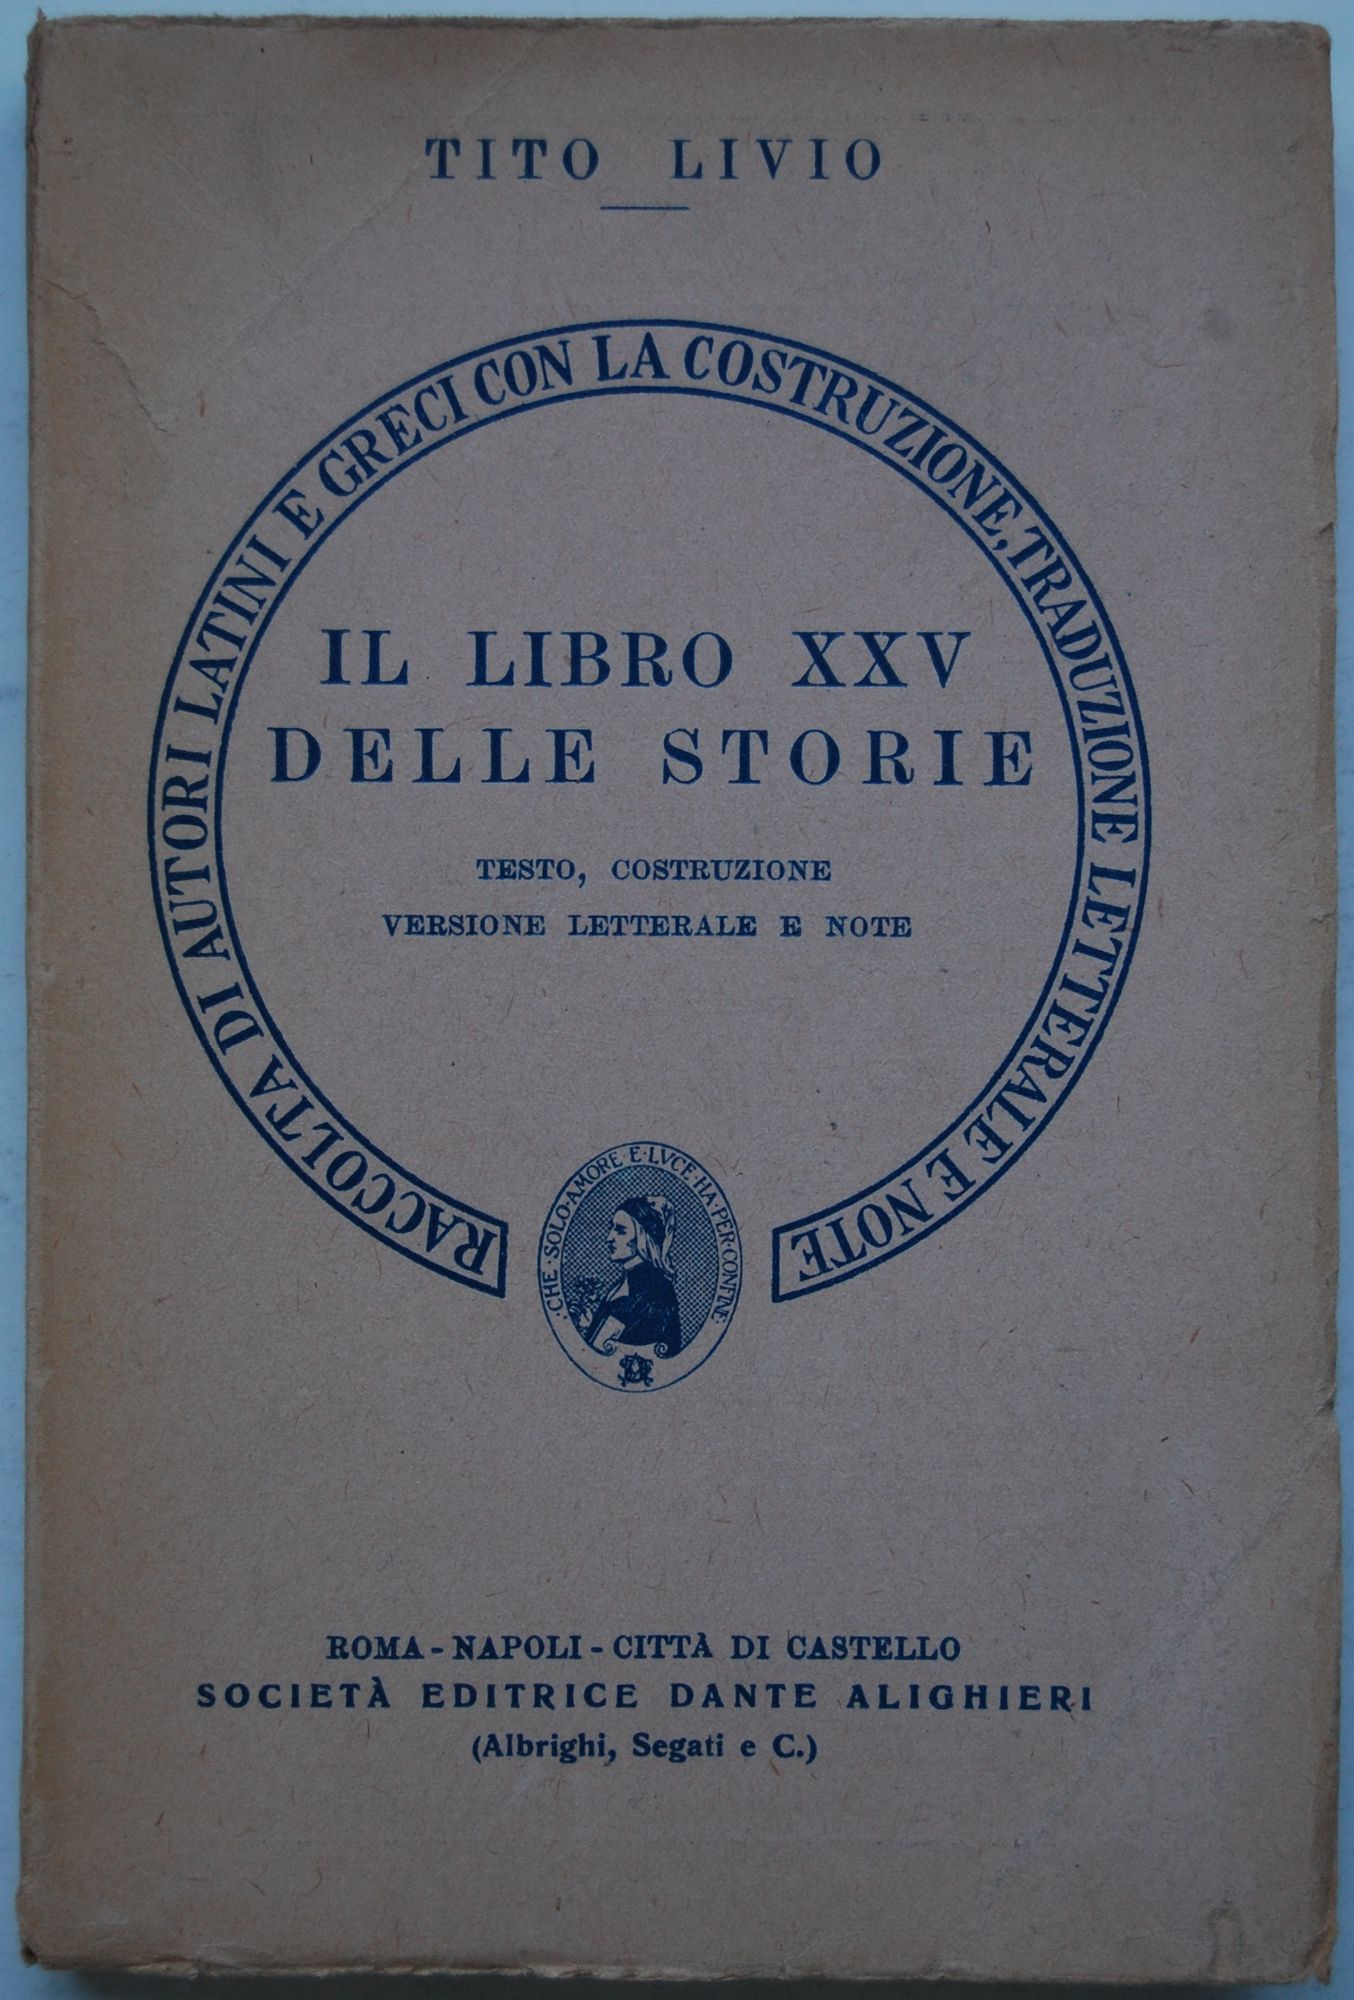 TITO LIVIO
RACCOLTA DI AUTORI LATINI E GRECI CON LA COSTRUZIONE, TRADUZIONE LETTERALE E NOTE
IL LIBRO XXV
DELLE STORIE
TESTO, COSTRUZIONE
VERSIONE LETTERALE E NOTE
·CHE·SOLO·AMORE·E·LVCE·HA·PER·CONFINE·
ROMA - NAPOLI - CITTÀ DI CASTELLO
SOCIETÀ EDITRICE DANTE ALIGHIERI
(Albrighi, Segati e C.)